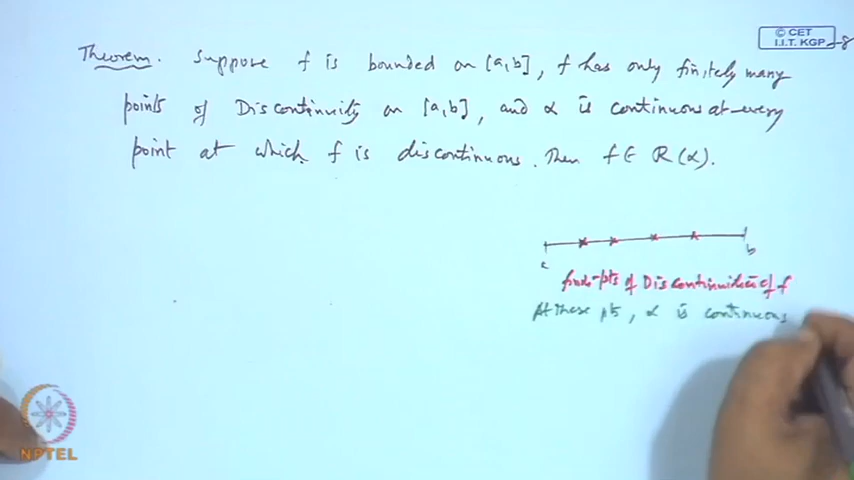 © CET
I.I.T. KGP
Theorem. Suppose f is bounded on [a,b], f has only finitely many
points of Discontinuity on [a,b], and α is continuous at every
point at which f is discontinuous. Then f ∈ R(α).
b
pts of Discontinuities of f
At these pts, α is continuous
NPTEL